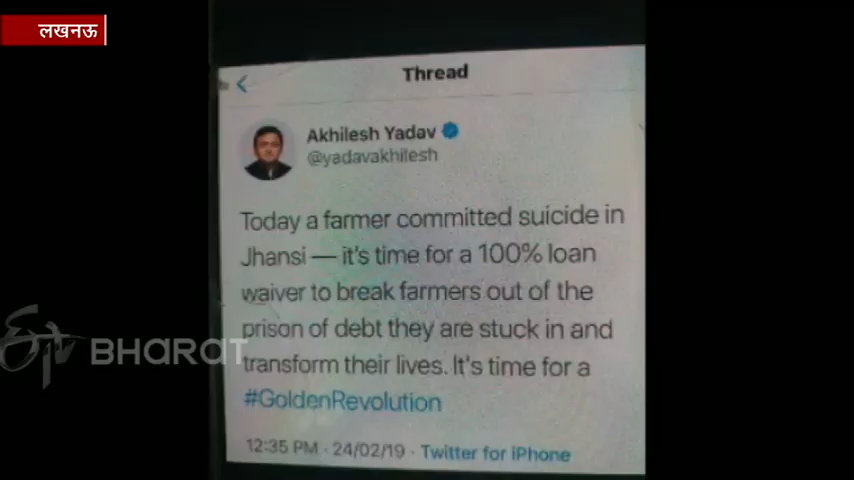 लखनऊ
Thread
Akhilesh Yadav
@yadavakhilesh
Today a farmer committed suicide in
Jhansi — it's time for a 100% loan
waiver to break farmers out of the
prison of debt they are stuck in and
transform their lives. It's time for a
#GoldenRevolution
12:35 PM · 24/02/19 · Twitter for iPhone
ETV BHARAT